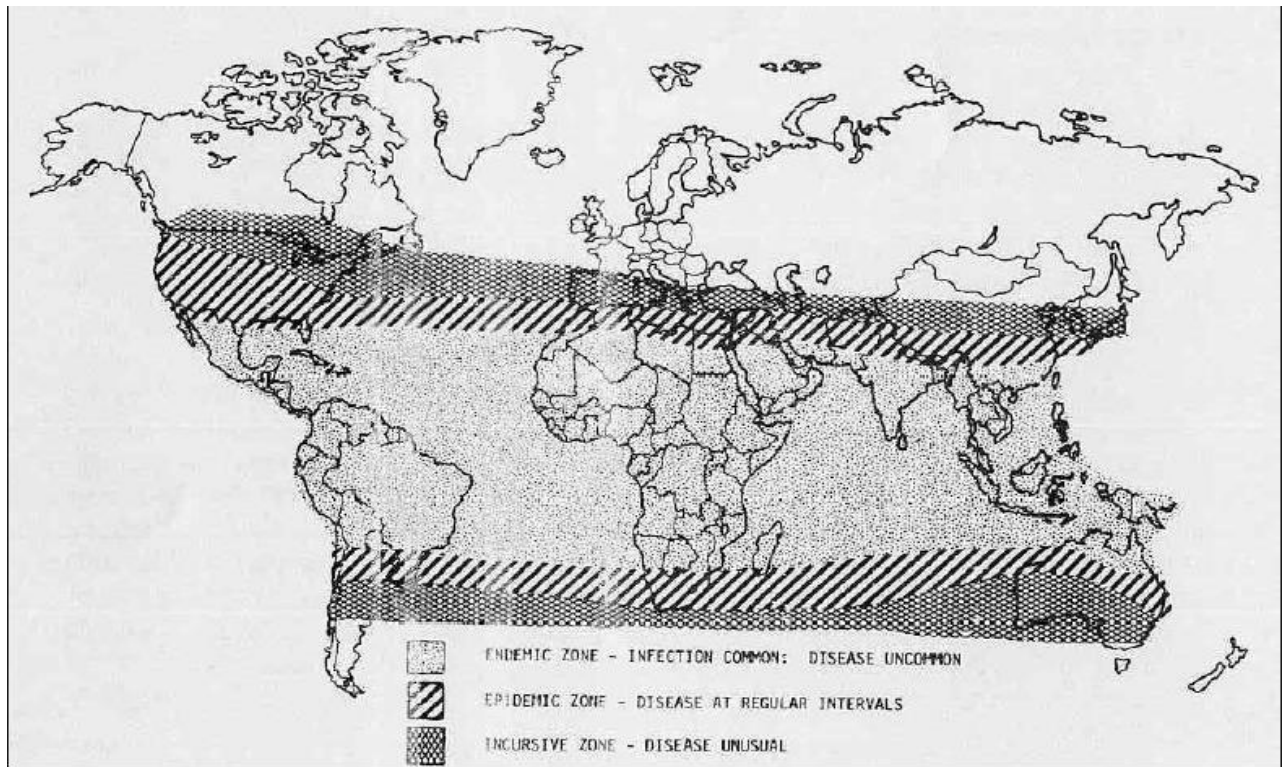 ENDEMIC ZONE - INFECTION COMMON: DISEASE UNCOMMON
EPIDEMIC ZONE - DISEASE AT REGULAR INTERVALS
INCURSIVE ZONE - DISEASE UNUSUAL